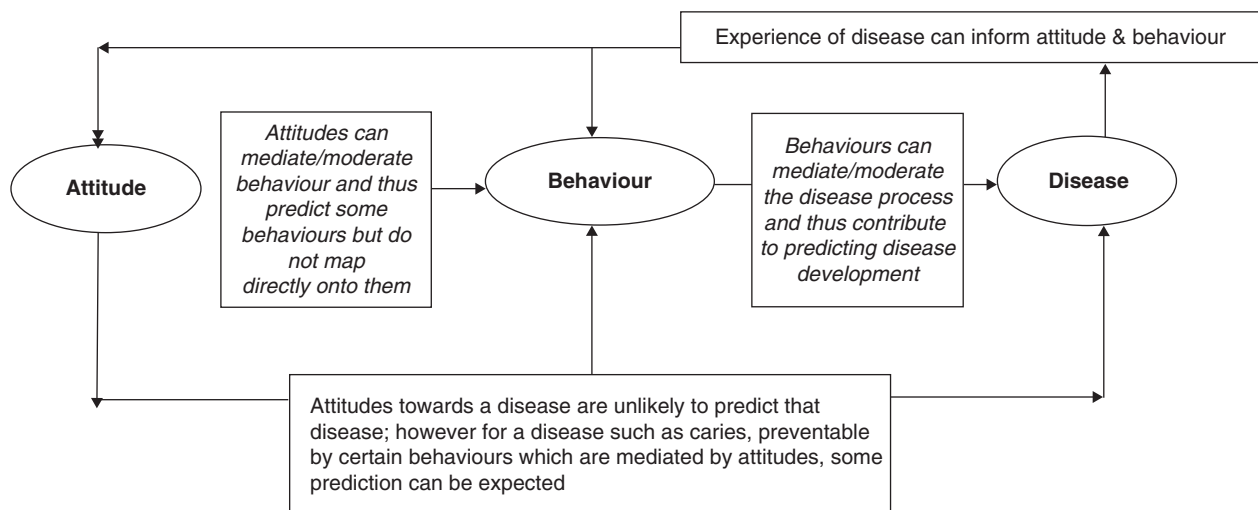 Experience of disease can inform attitude & behaviour
Attitude
Attitudes can
mediate/moderate
behaviour and thus
predict some
behaviours but do
not map
directly onto them
Behaviour
Behaviours can
mediate/moderate
the disease process
and thus contribute
to predicting disease
development
Disease
Attitudes towards a disease are unlikely to predict that
disease; however for a disease such as caries, preventable
by certain behaviours which are mediated by attitudes, some
prediction can be expected